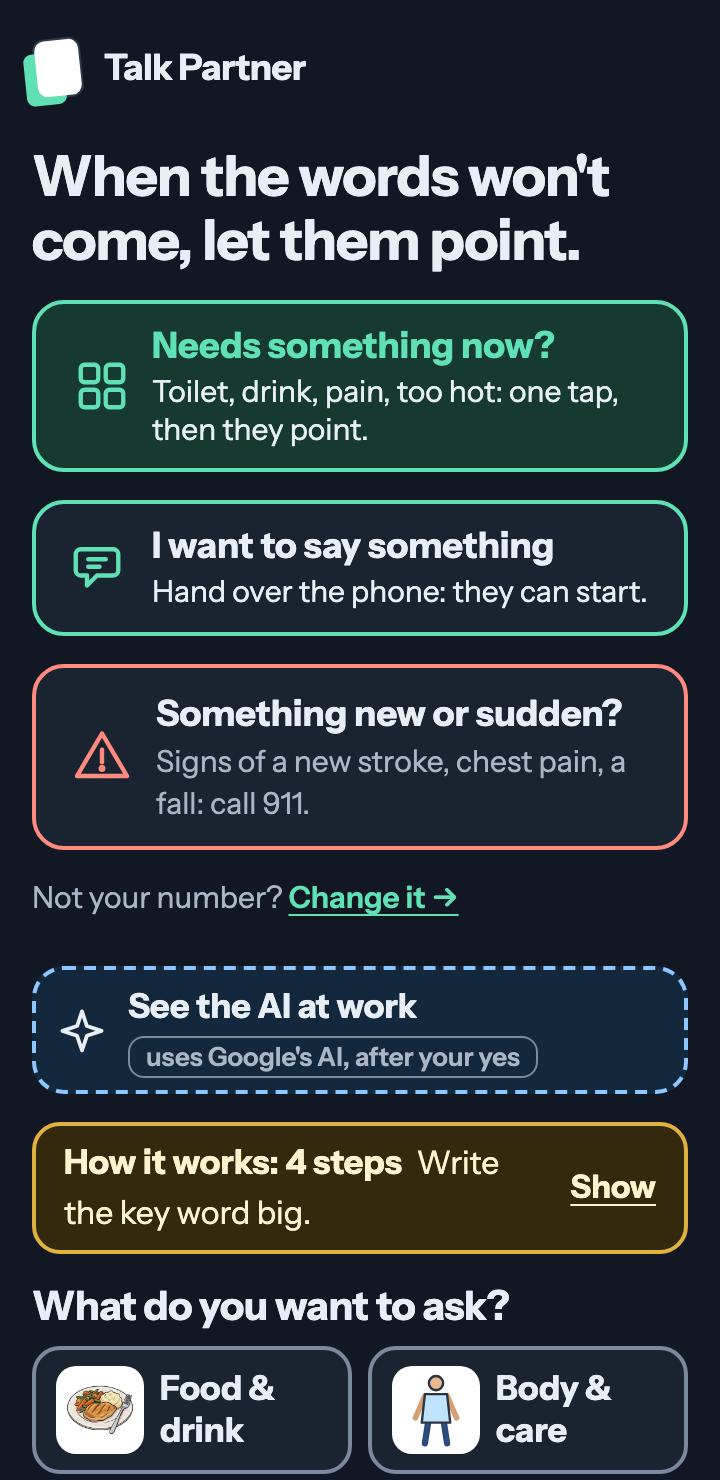 Talk Partner
When the words won't
come, let them point.
Needs something now?
Toilet, drink, pain, too hot: one tap,
then they point.
I want to say something
Hand over the phone: they can start.
Something new or sudden?
Signs of a new stroke, chest pain, a
fall: call 911.
Not your number? Change it →
See the AI at work
uses Google's AI, after your yes
How it works: 4 steps Write
the key word big.
Show
What do you want to ask?
Food &
drink
Body &
care